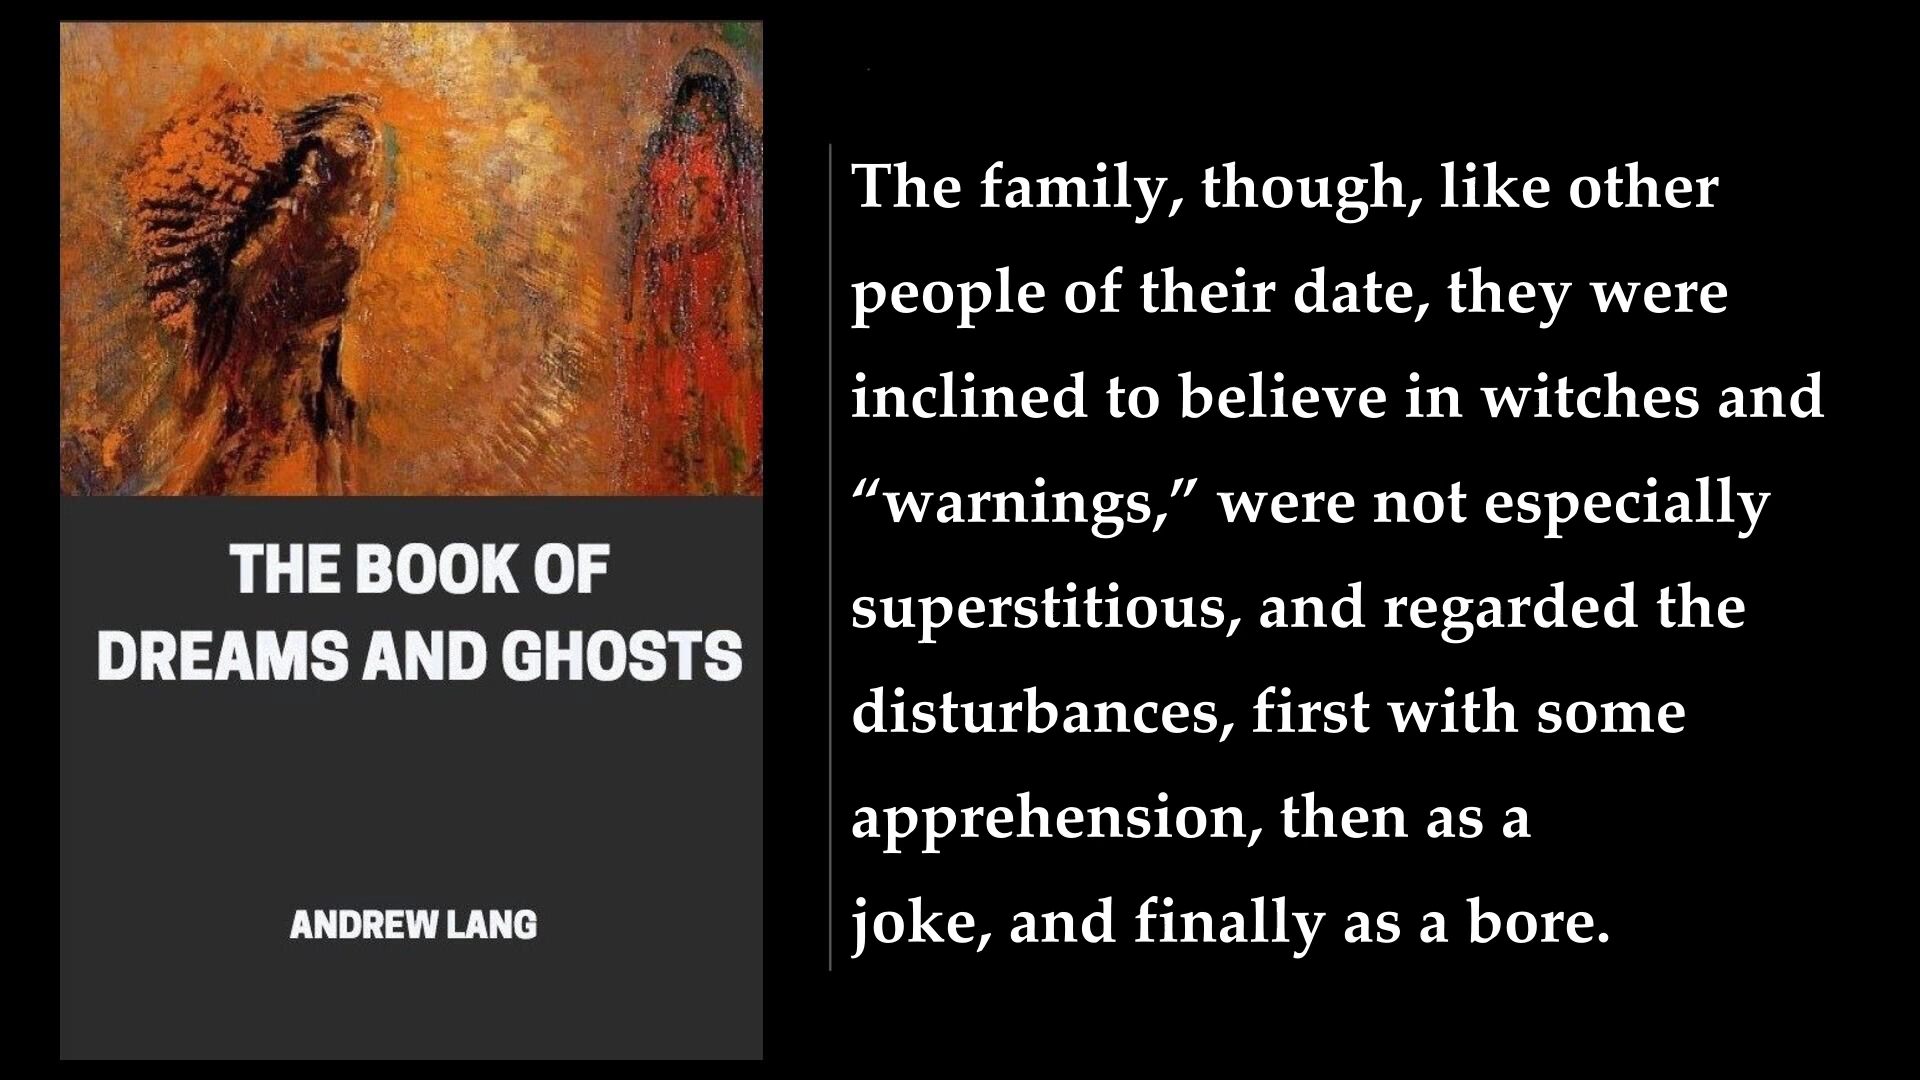 THE BOOK OF
DREAMS AND GHOSTS
ANDREW LANG
The family, though, like other
people of their date, they were
inclined to believe in witches and
“warnings,” were not especially
superstitious, and regarded the
disturbances, first with some
apprehension, then as a
joke, and finally as a bore.